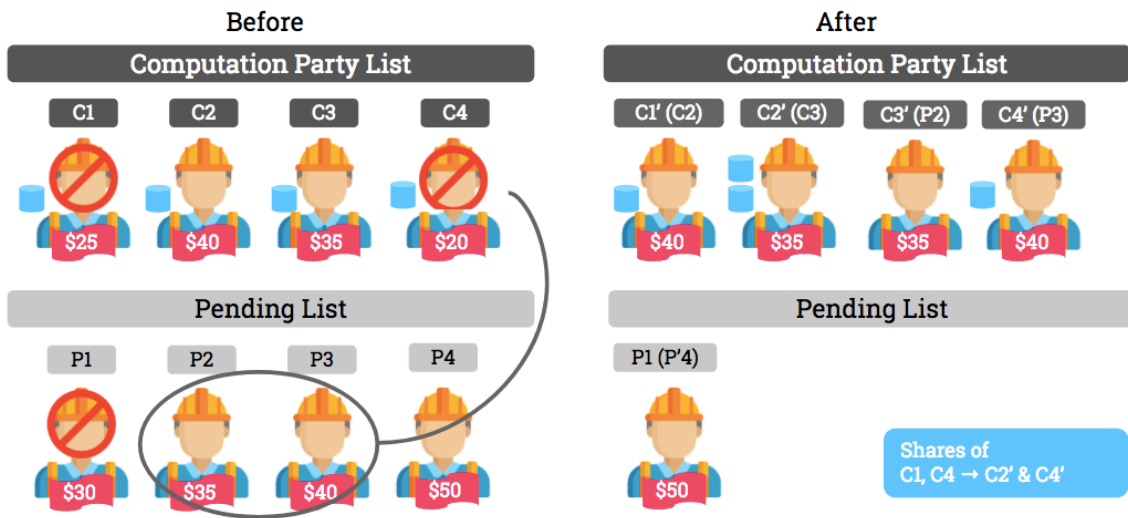 Before
After
Computation Party List
Computation Party List
C1
C2
C3
C4
C1' (C2)
C2' (C3)
C3' (P2)
C4' (P3)
$25
$40
$35
$20
$40
$35
$35
$40
Pending List
Pending List
P1
P2
P3
P4
P1 (P'4)
$30
$35
$40
$50
$50
Shares of
C1, C4 → C2' & C4'